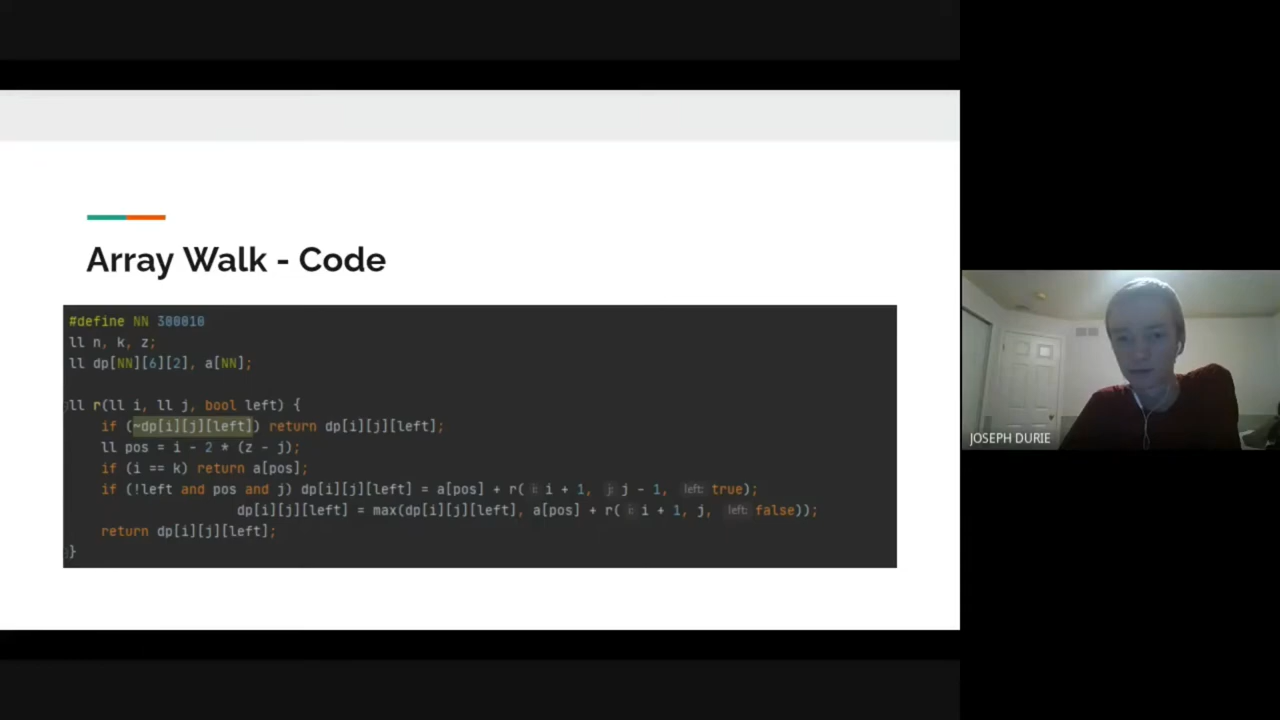 Array Walk - Code
#define NN 300010
ll n, k, z;
ll dp[NN][6][2], a[NN];
ll r(ll i, ll j, bool left) {
if (~dp[i][j][left]) return dp[i][j][left];
ll pos = i - 2 * (z - j);
if (i == k) return a[pos];
if (!left and pos and j) dp[i][j][left] = a[pos] + r( i: i + 1, j: j - 1, left: true);
dp[i][j][left] = max(dp[i][j][left], a[pos] + r( i: i + 1, j, left: false));
return dp[i][j][left];
}
JOSEPH DURIE